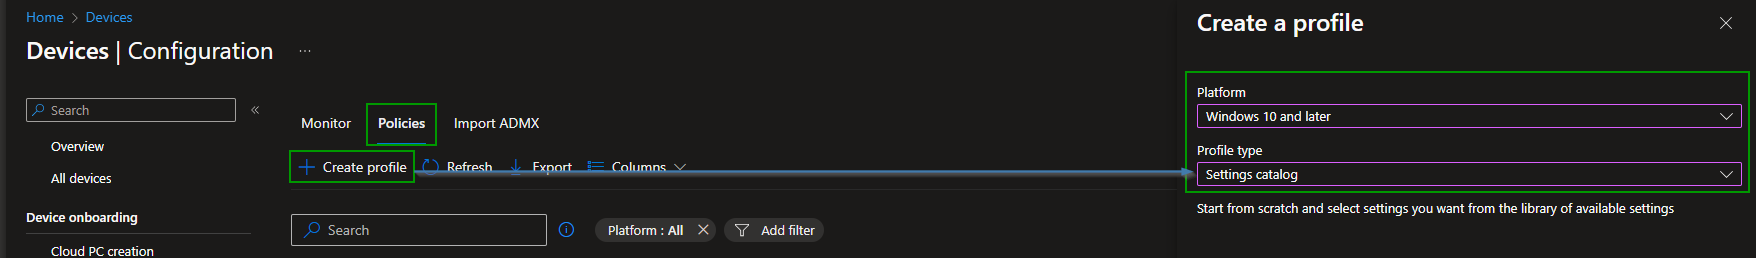 Home > Devices
Devices | Configuration ...
Search «
Overview
All devices
Device onboarding
Cloud PC creation
Monitor Policies Import ADMX
+ Create profile Refresh Export Columns
Search Platform : All Add filter
Create a profile
Platform
Windows 10 and later
Profile type
Settings catalog
Start from scratch and select settings you want from the library of available settings